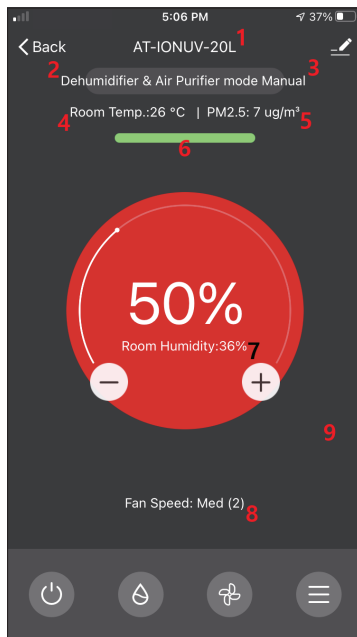 5:06 PM 37%
Back AT-IONUV-20L 1
2 Dehumidifier & Air Purifier mode Manual 3
4 Room Temp.:26 °C | PM2.5: 7 ug/m³ 5
6
50%
Room Humidity:36% 7
− +
9
Fan Speed: Med (2) 8